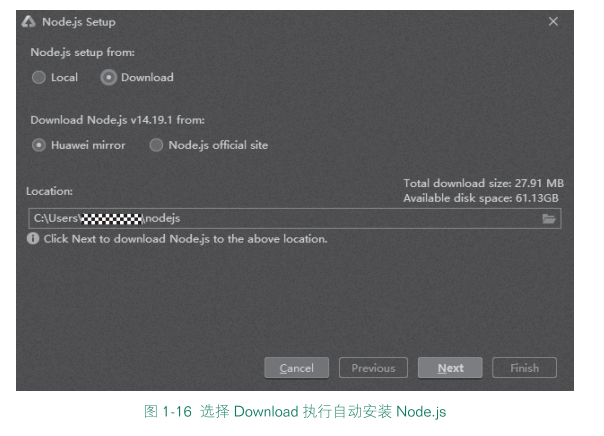 Node.js Setup
Node.js setup from:
Local Download
Download Node.js v14.19.1 from:
Huawei mirror Node.js official site
Total download size: 27.91 MB
Location:
Available disk space: 61.13GB
C:\Users\ \nodejs
Click Next to download Node.js to the above location.
Cancel Previous Next Finish
图 1-16 选择 Download 执行自动安装 Node.js